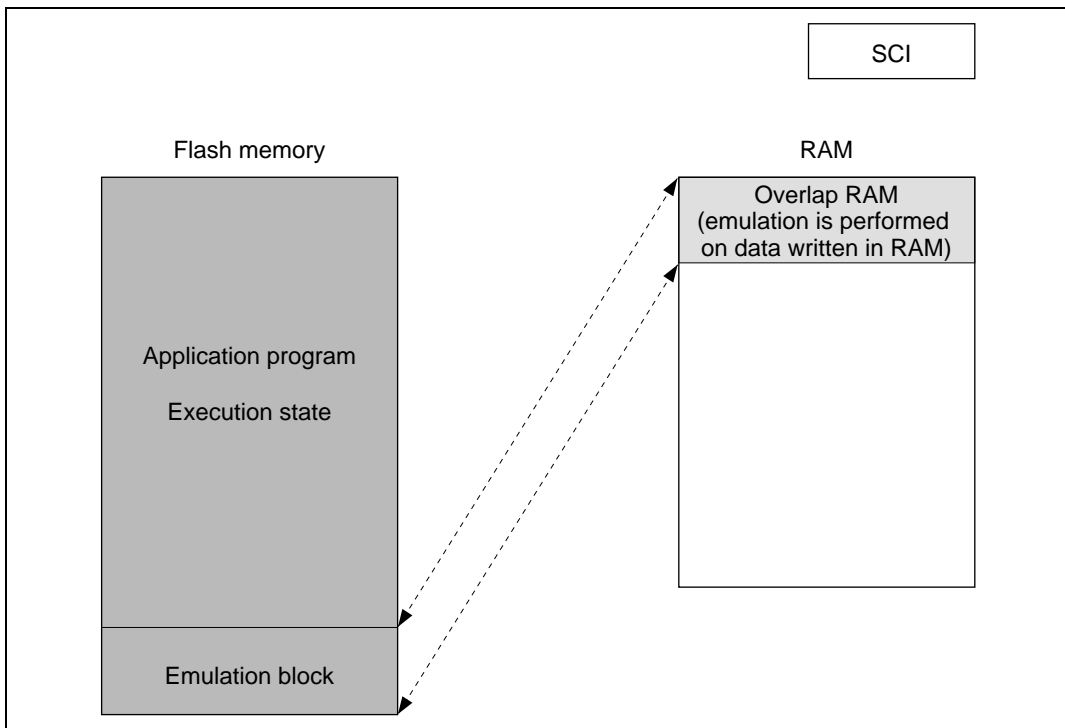 SCI
Flash memory
RAM
Overlap RAM
(emulation is performed
on data written in RAM)
Application program
Execution state
Emulation block